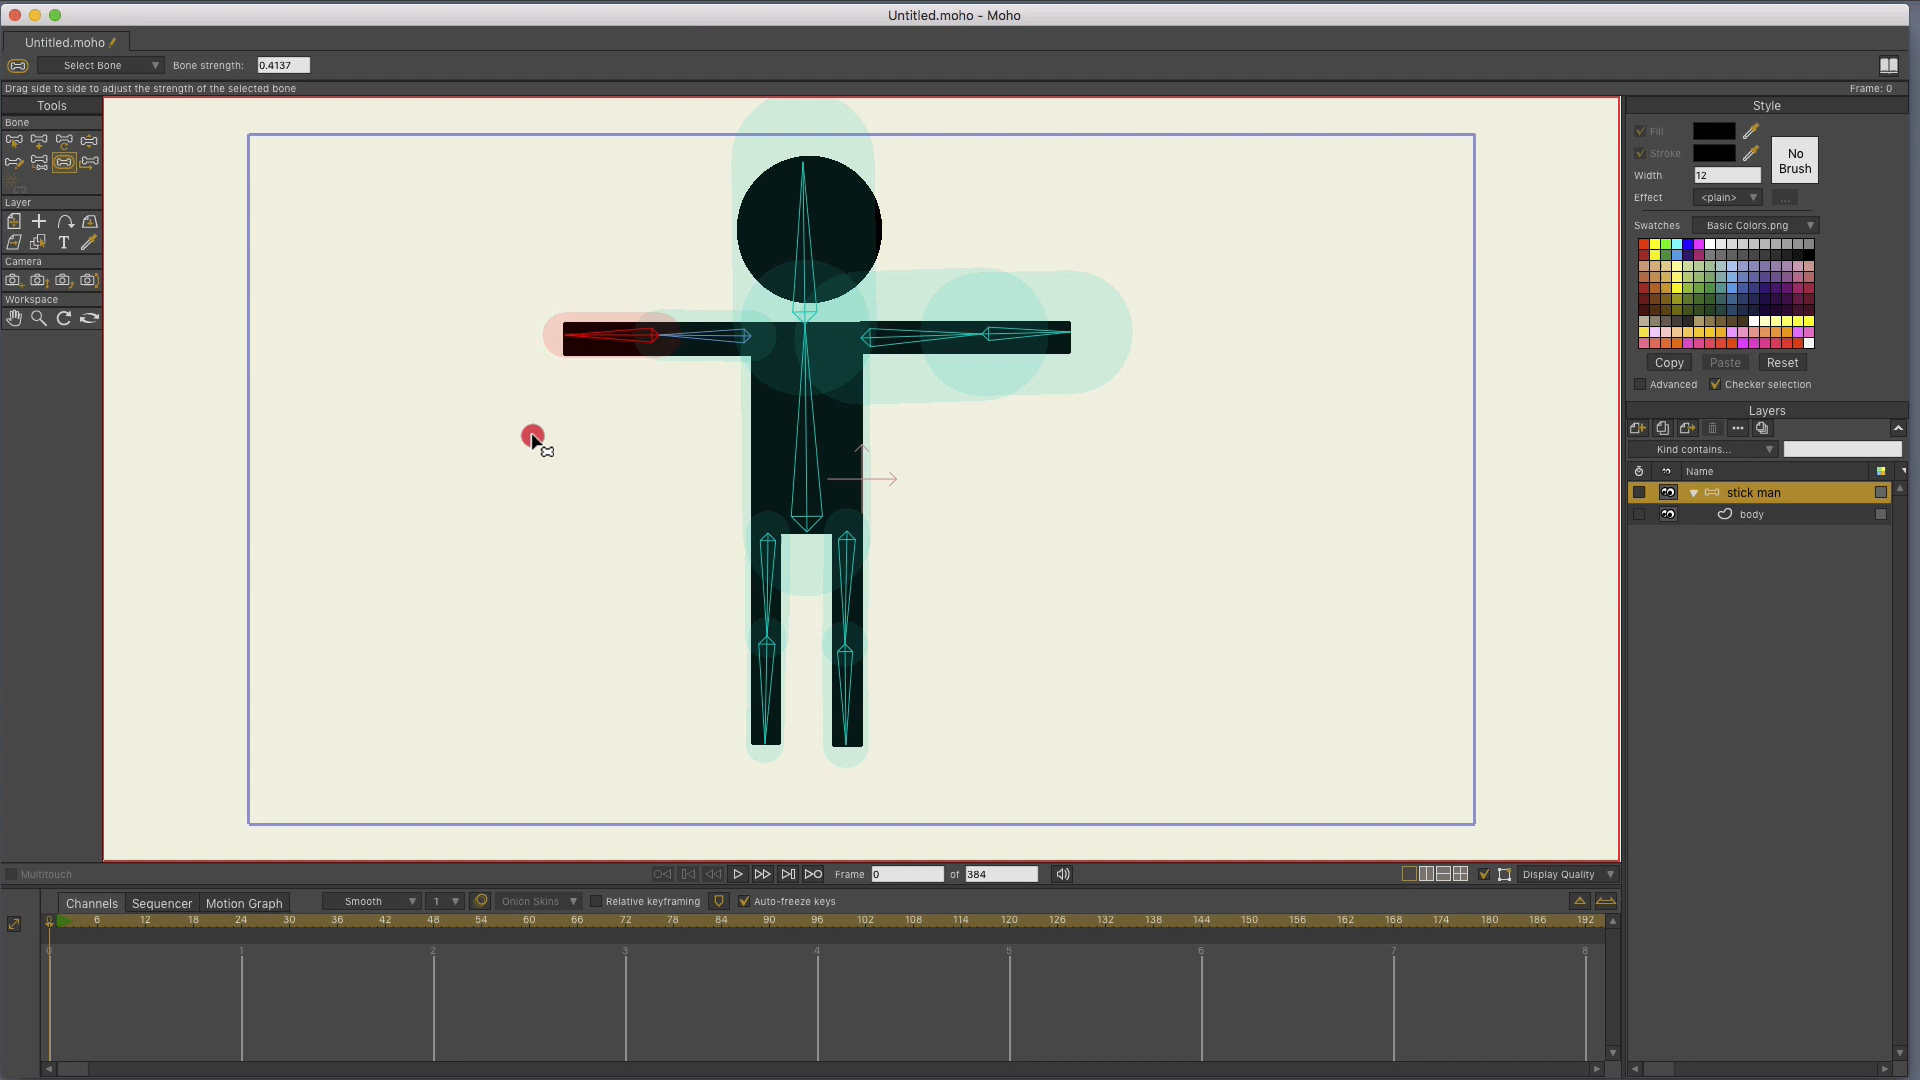 Untitled.moho - Moho
Untitled.moho
Select Bone
Bone strength: 0.4137
Drag side to side to adjust the strength of the selected bone
Frame: 0
Tools
Bone
Layer
T
Camera
Workspace
Style
Fill
Stroke
No
Brush
Width 12
Effect <plain> ...
Swatches Basic Colors.png
Copy Paste Reset
Advanced Checker selection
Layers
Kind contains...
Name
stick man
body
Multitouch
Frame 0 of 384
Display Quality
Channels Sequencer Motion Graph Smooth 1 Onion Skins Relative keyframing Auto-freeze keys
0 6 12 18 24 30 36 42 48 54 60 66 72 78 84 90 96 102 108 114 120 126 132 138 144 150 156 162 168 174 180 186 192
0 1 2 3 4 5 6 7 8